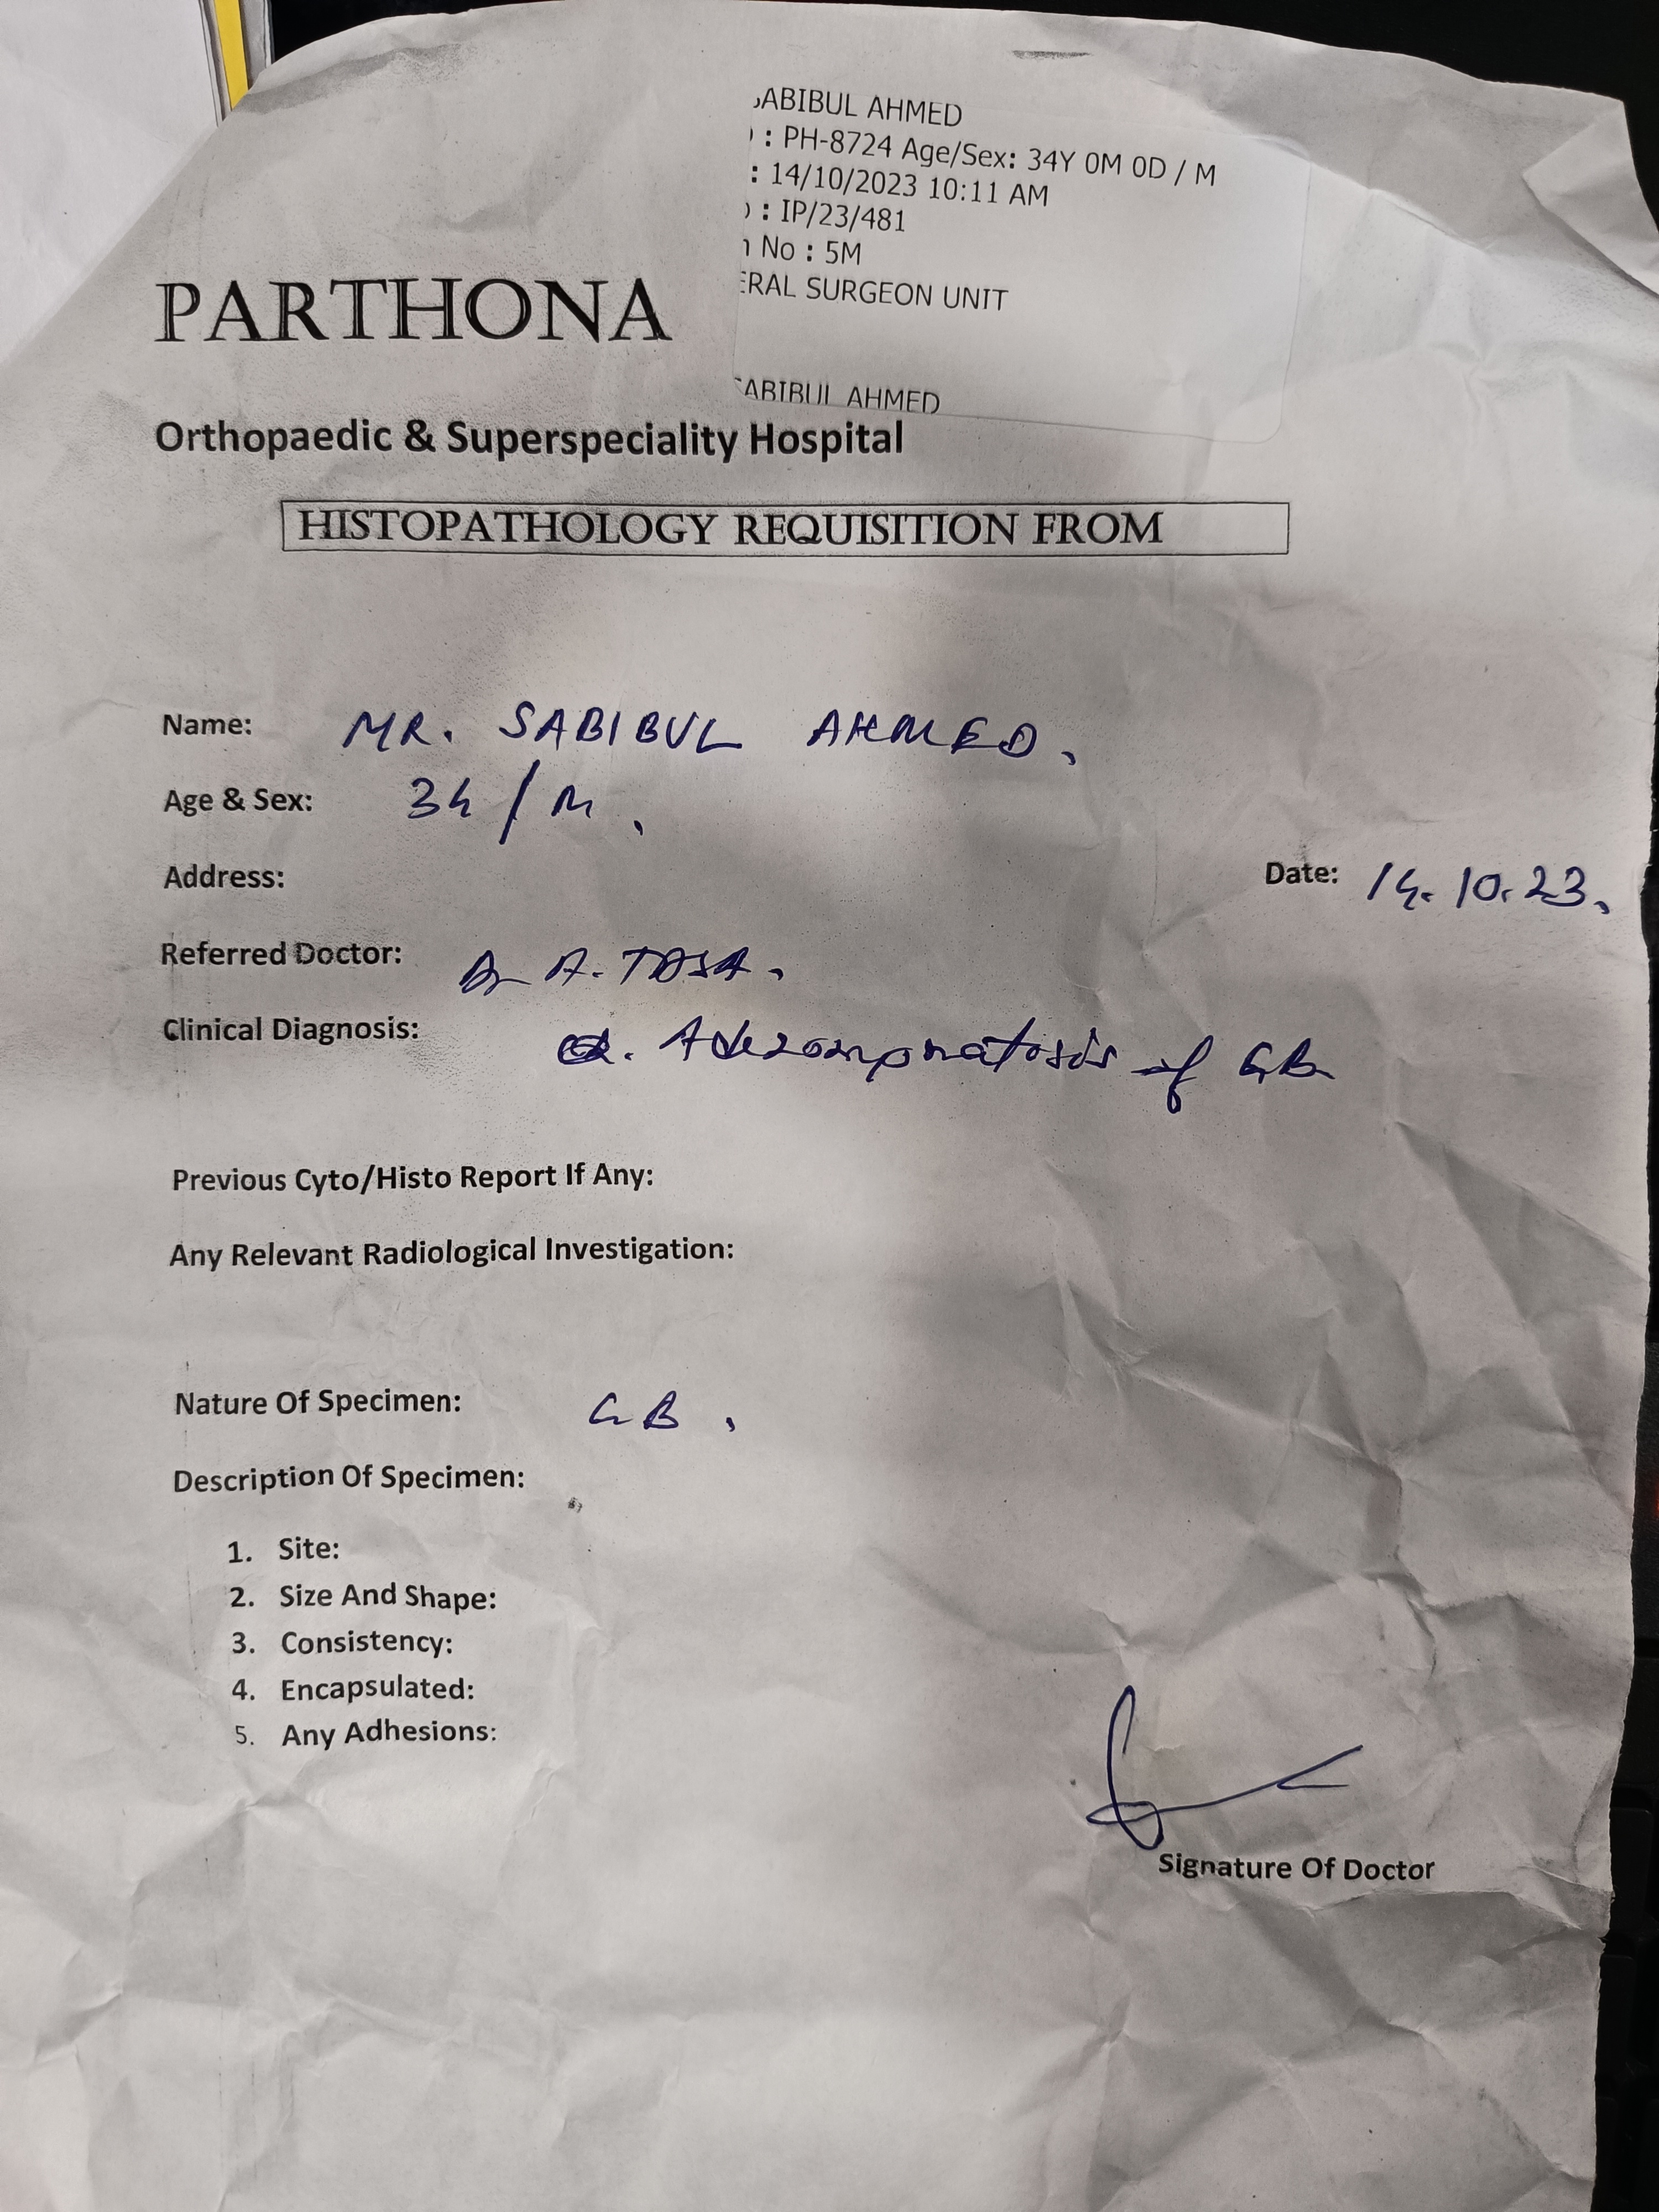 ABIBUL AHMED
: PH-8724 Age/Sex: 34Y 0M 0D / M
: 14/10/2023 10:11 AM
: IP/23/481
No : 5M
ERAL SURGEON UNIT
ABIBUL AHMED
PARTHONA
Orthopaedic & Superspeciality Hospital
HISTOPATHOLOGY REQUISITION FROM
Name: MR. SABIBUL AHMED.
Age & Sex: 34 / M.
Address:
Date: 14.10.23.
Referred Doctor: Dr A. TASA.
Clinical Diagnosis: of GB
Previous Cyto/Histo Report If Any:
Any Relevant Radiological Investigation:
Nature Of Specimen: GB.
Description Of Specimen:
1. Site:
2. Size And Shape:
3. Consistency:
4. Encapsulated:
5. Any Adhesions:
Signature Of Doctor